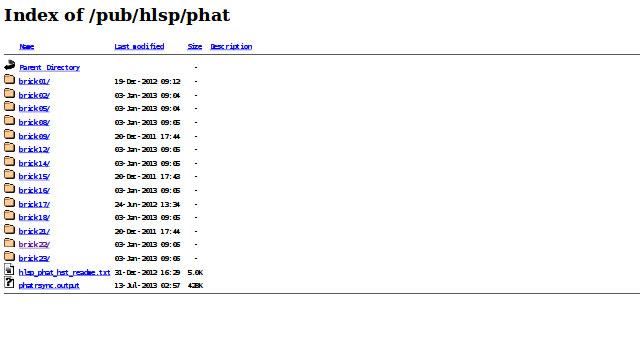 Index of /pub/hlsp/phat
Name Last modified Size Description
Parent Directory -
brick01/ 19-Dec-2012 09:12 -
brick02/ 03-Jan-2013 09:04 -
brick05/ 03-Jan-2013 09:04 -
brick08/ 03-Jan-2013 09:05 -
brick09/ 20-Dec-2011 17:44 -
brick12/ 03-Jan-2013 09:05 -
brick14/ 03-Jan-2013 09:05 -
brick15/ 20-Dec-2011 17:43 -
brick16/ 03-Jan-2013 09:05 -
brick17/ 24-Jun-2012 13:34 -
brick18/ 03-Jan-2013 09:05 -
brick21/ 20-Dec-2011 17:44 -
brick22/ 03-Jan-2013 09:06 -
brick23/ 03-Jan-2013 09:06 -
hlsp_phat_hst_readme.txt 31-Dec-2012 16:29 5.0K
phatrsync.output 13-Jul-2013 02:57 428K